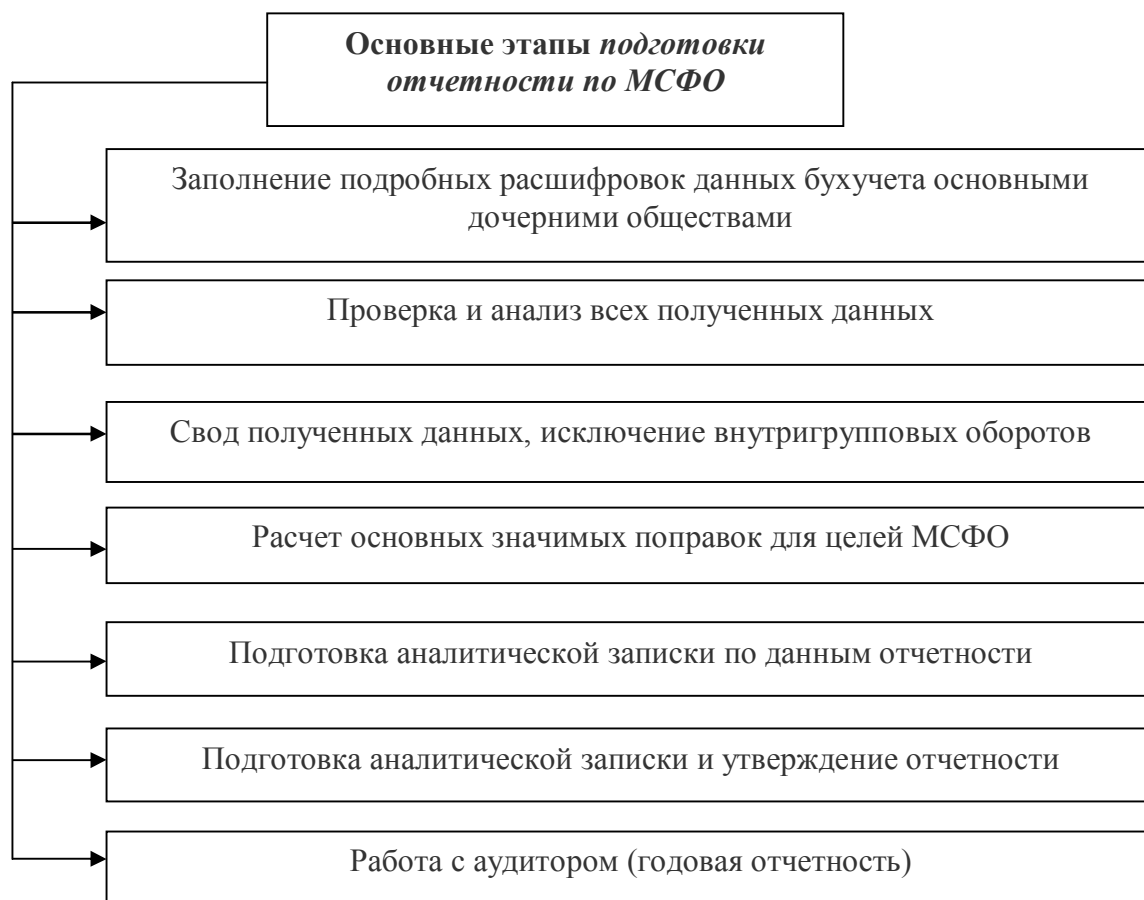 Основные этапы подготовки
отчетности по МСФО
Заполнение подробных расшифровок данных бухучета основными
дочерними обществами
Проверка и анализ всех полученных данных
Свод полученных данных, исключение внутригрупповых оборотов
Расчет основных значимых поправок для целей МСФО
Подготовка аналитической записки по данным отчетности
Подготовка аналитической записки и утверждение отчетности
Работа с аудитором (годовая отчетность)